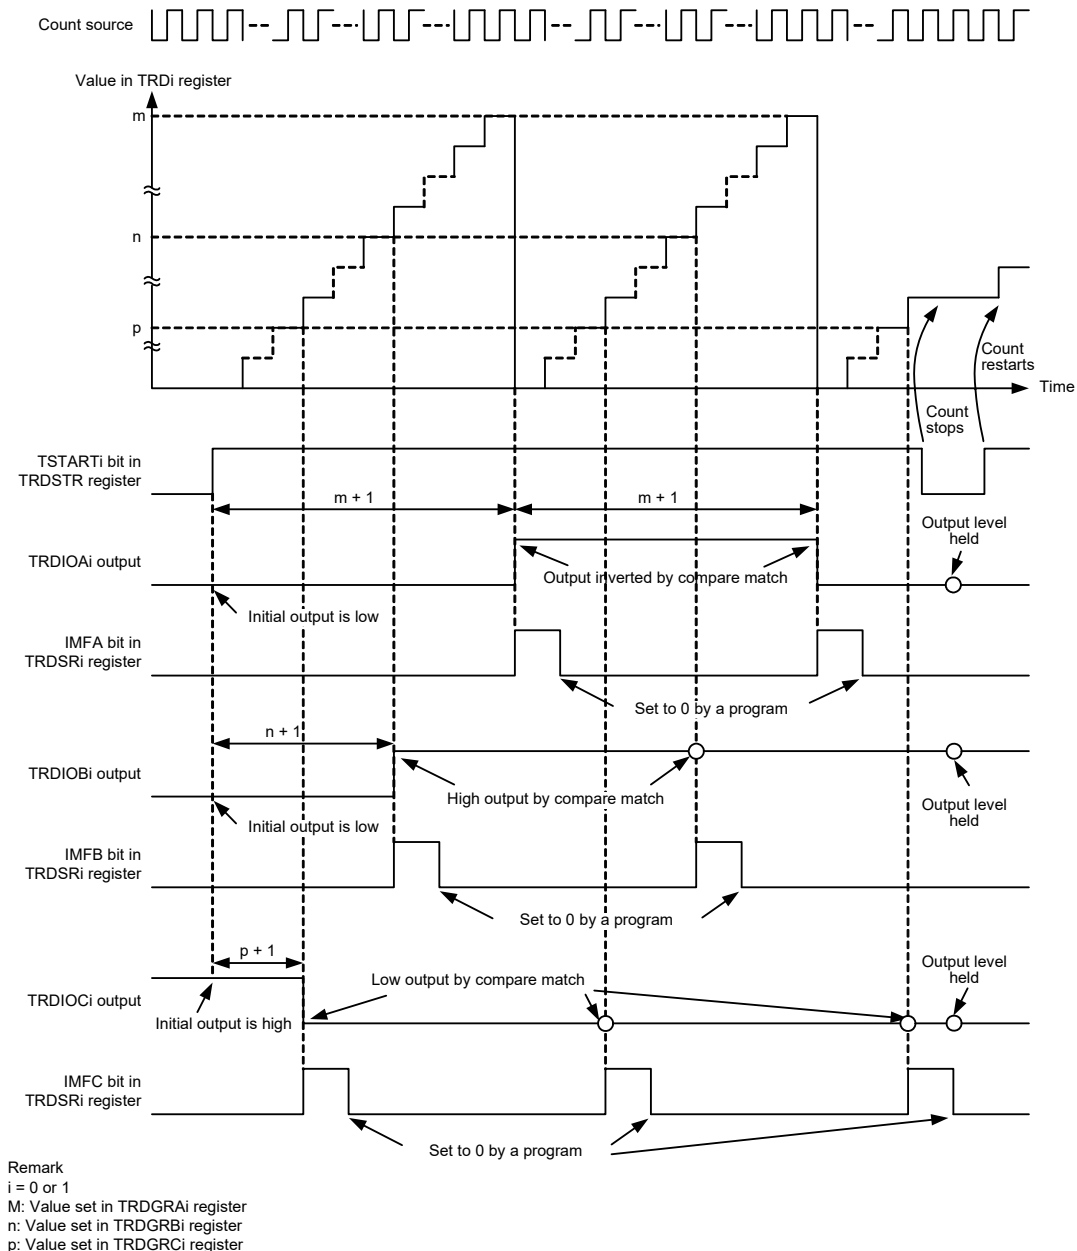 Count source
Value in TRDi register
m
n
p
Count
restarts
Time
Count
stops
TSTARTi bit in
TRDSTR register
m + 1
m + 1
Output level
held
TRDIOAi output
Output inverted by compare match
Initial output is low
IMFA bit in
TRDSRi register
Set to 0 by a program
n + 1
TRDIOBi output
High output by compare match
Output level
held
Initial output is low
IMFB bit in
TRDSRi register
Set to 0 by a program
p + 1
Low output by compare match
Output level
held
TRDIOCi output
Initial output is high
IMFC bit in
TRDSRi register
Set to 0 by a program
Remark
i = 0 or 1
M: Value set in TRDGRAi register
n: Value set in TRDGRBi register
p: Value set in TRDGRCi register